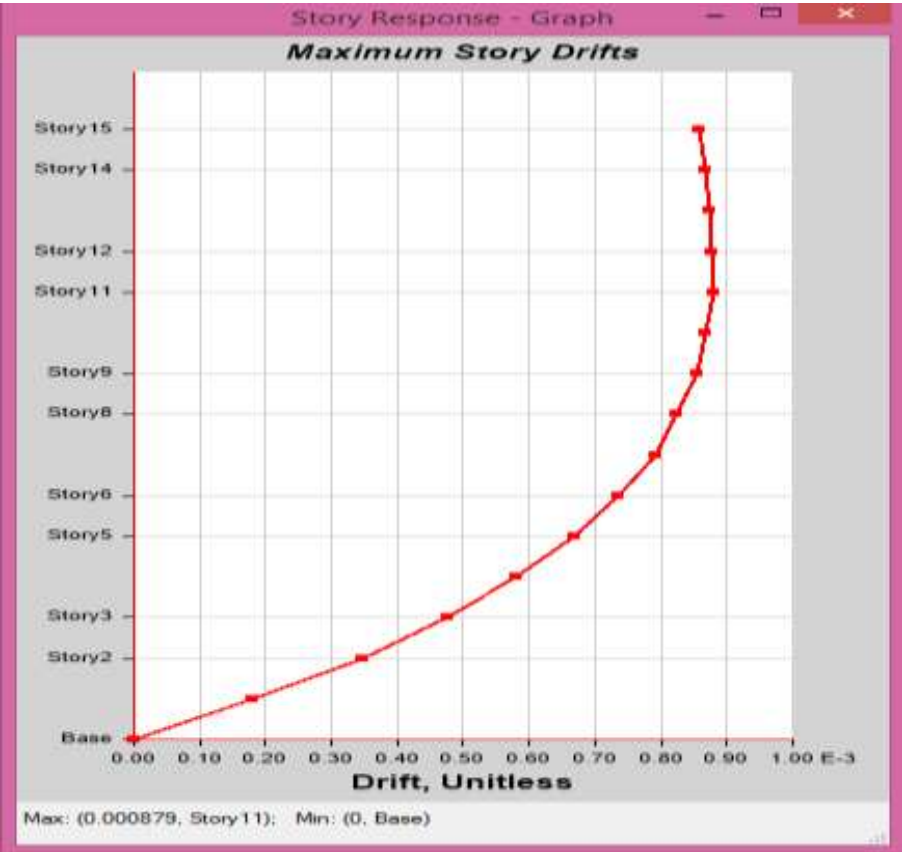 Story Response - Graph
Maximum Story Drifts
Story15
Story14
Story12
Story11
Story9
Story8
Story6
Story5
Story3
Story2
Base
0.00 0.10 0.20 0.30 0.40 0.50 0.60 0.70 0.80 0.90 1.00 E-3
Drift, Unitless
Max: (0.000879, Story11); Min: (0, Base)